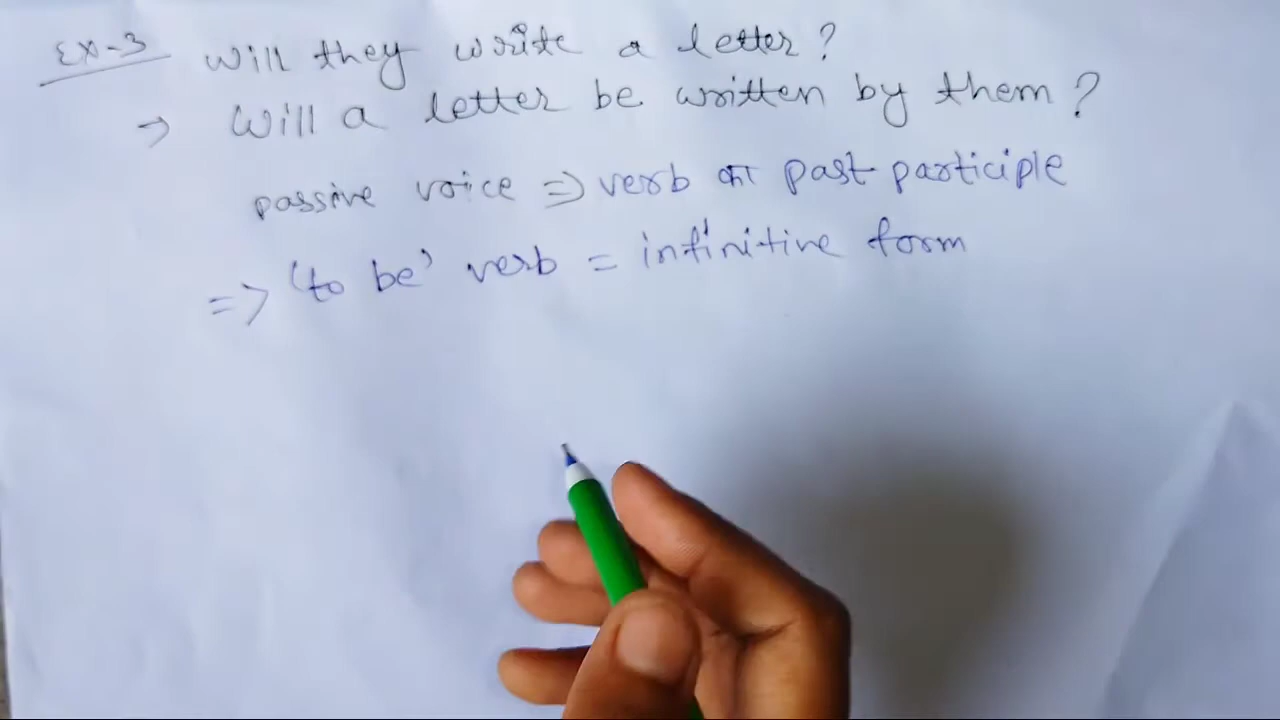 Ex-3 Will they write a letter?
→ Will a letter be written by them?
passive voice ⇒ verb का past participle
=> 'to be' verb = infinitive form